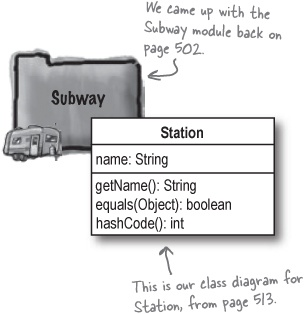 We came up with the
Subway module back on
page 502.
Subway
Station
name: String
getName(): String
equals(Object): boolean
hashCode(): int
This is our class diagram for
Station, from page 513.